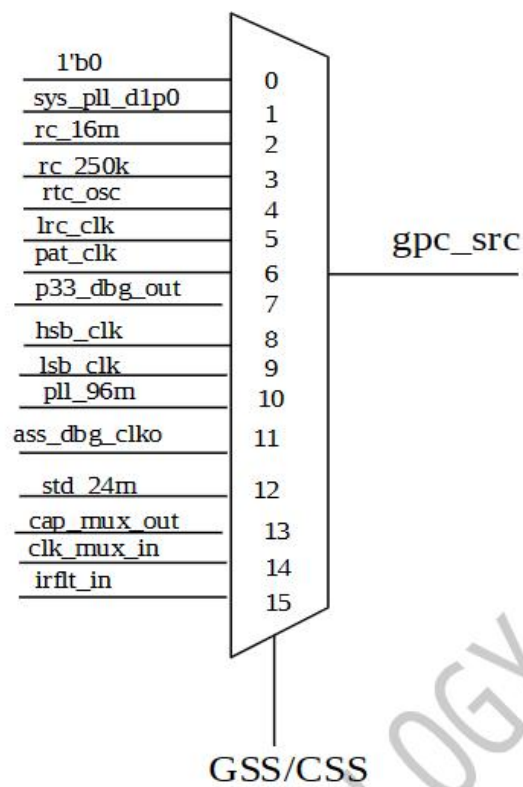 1'b0
0
sys_pll_d1p0
1
rc_16m
2
rc_250k
3
rtc_osc
4
lrc_clk
5
gpc_src
pat_clk
6
p33_dbg_out
7
hsb_clk
8
lsb_clk
9
pll_96m
10
ass_dbg_clko
11
std_24m
12
cap_mux_out
13
clk_mux_in
14
irflt_in
15
GSS/CSS
LOGY